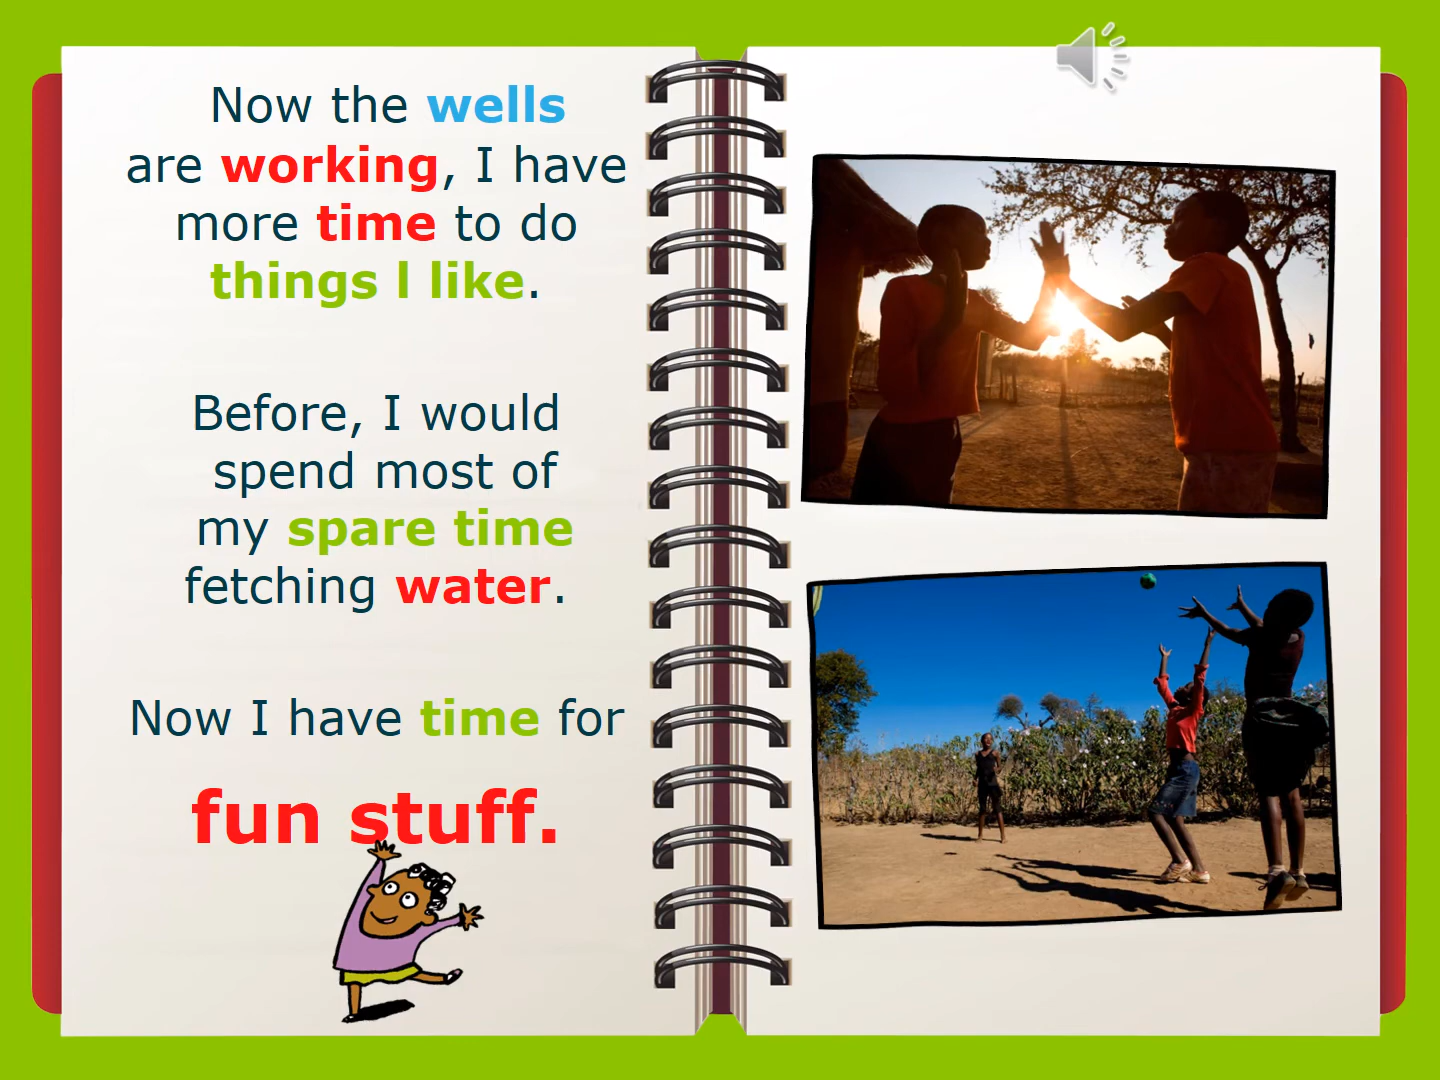 Now the wells
are working, I have
more time to do
things l like.
Before, I would
spend most of
my spare time
fetching water.
Now I have time for
fun stuff.